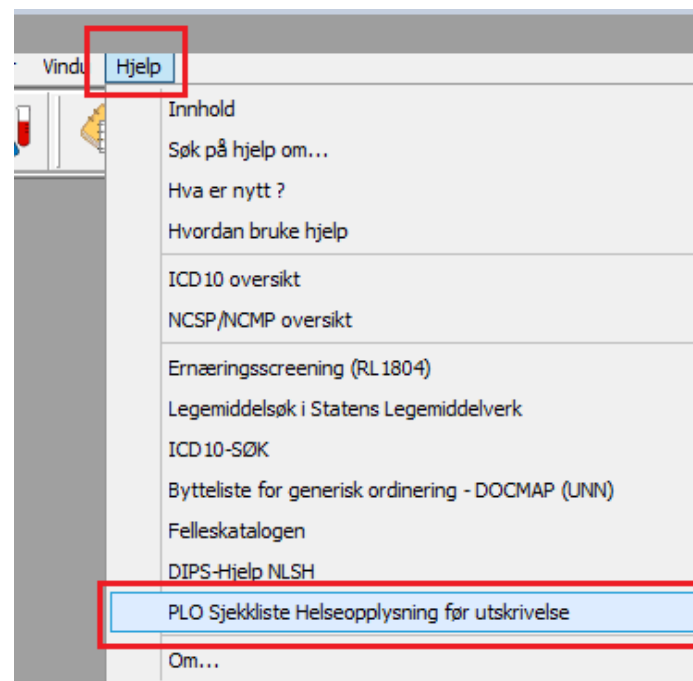 Vindu Hjelp
Innhold
Søk på hjelp om...
Hva er nytt ?
Hvordan bruke hjelp
ICD10 oversikt
NCSP/NCMP oversikt
Ernæringsscreening (RL1804)
Legemiddelsøk i Statens Legemiddelverk
ICD10-SØK
Bytteliste for generisk ordinering - DOCMAP (UNN)
Felleskatalogen
DIPS-Hjelp NLSH
PLO Sjekkliste Helseopplysning før utskrivelse
Om...